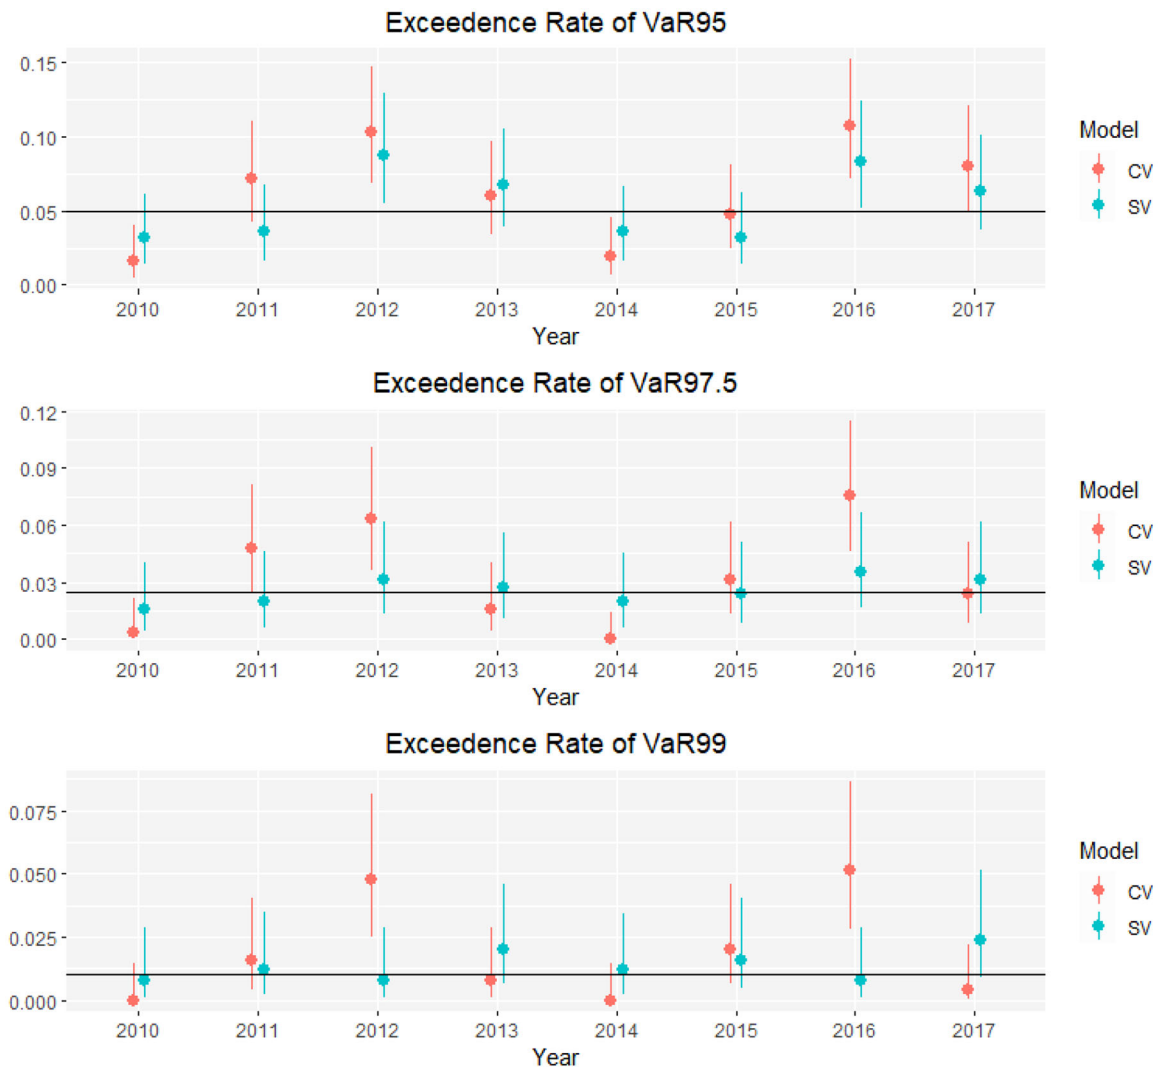 Exceedence Rate of VaR95
0.15
0.10
0.05
0.00
2010 2011 2012 2013 2014 2015 2016 2017
Year
Model
CV
SV
Exceedence Rate of VaR97.5
0.12
0.09
0.06
0.03
0.00
2010 2011 2012 2013 2014 2015 2016 2017
Year
Model
CV
SV
Exceedence Rate of VaR99
0.075
0.050
0.025
0.000
2010 2011 2012 2013 2014 2015 2016 2017
Year
Model
CV
SV